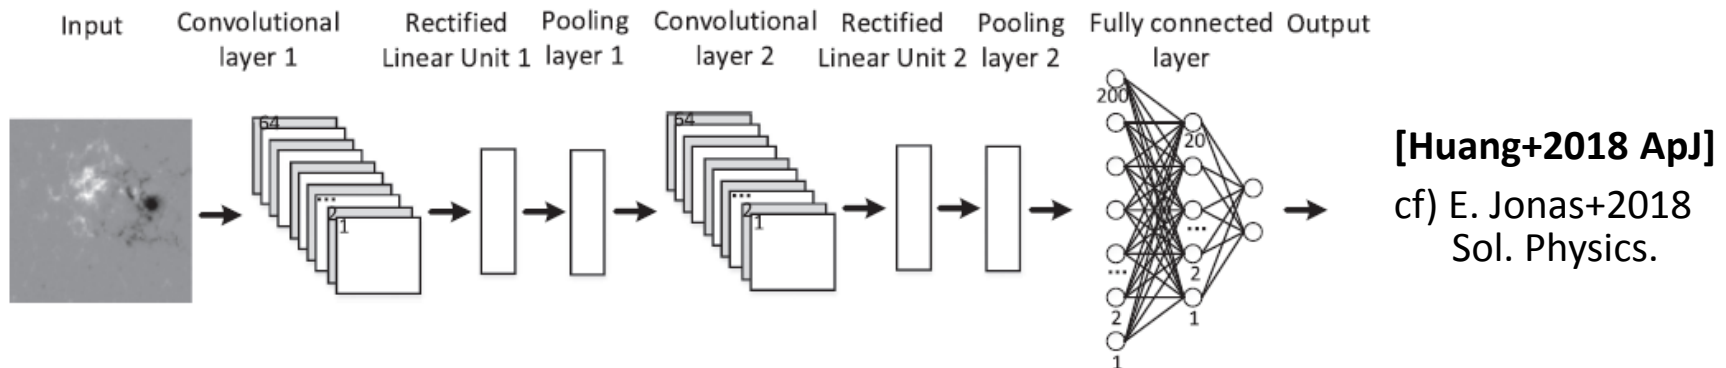 Input
Convolutional
layer 1
Rectified
Linear Unit 1
Pooling
layer 1
Convolutional
layer 2
Rectified
Linear Unit 2
Pooling
layer 2
Fully connected
layer
Output
64
...
2
1
64
...
2
1
200
...
2
1
20
...
2
1
[Huang+2018 ApJ]
cf) E. Jonas+2018
Sol. Physics.